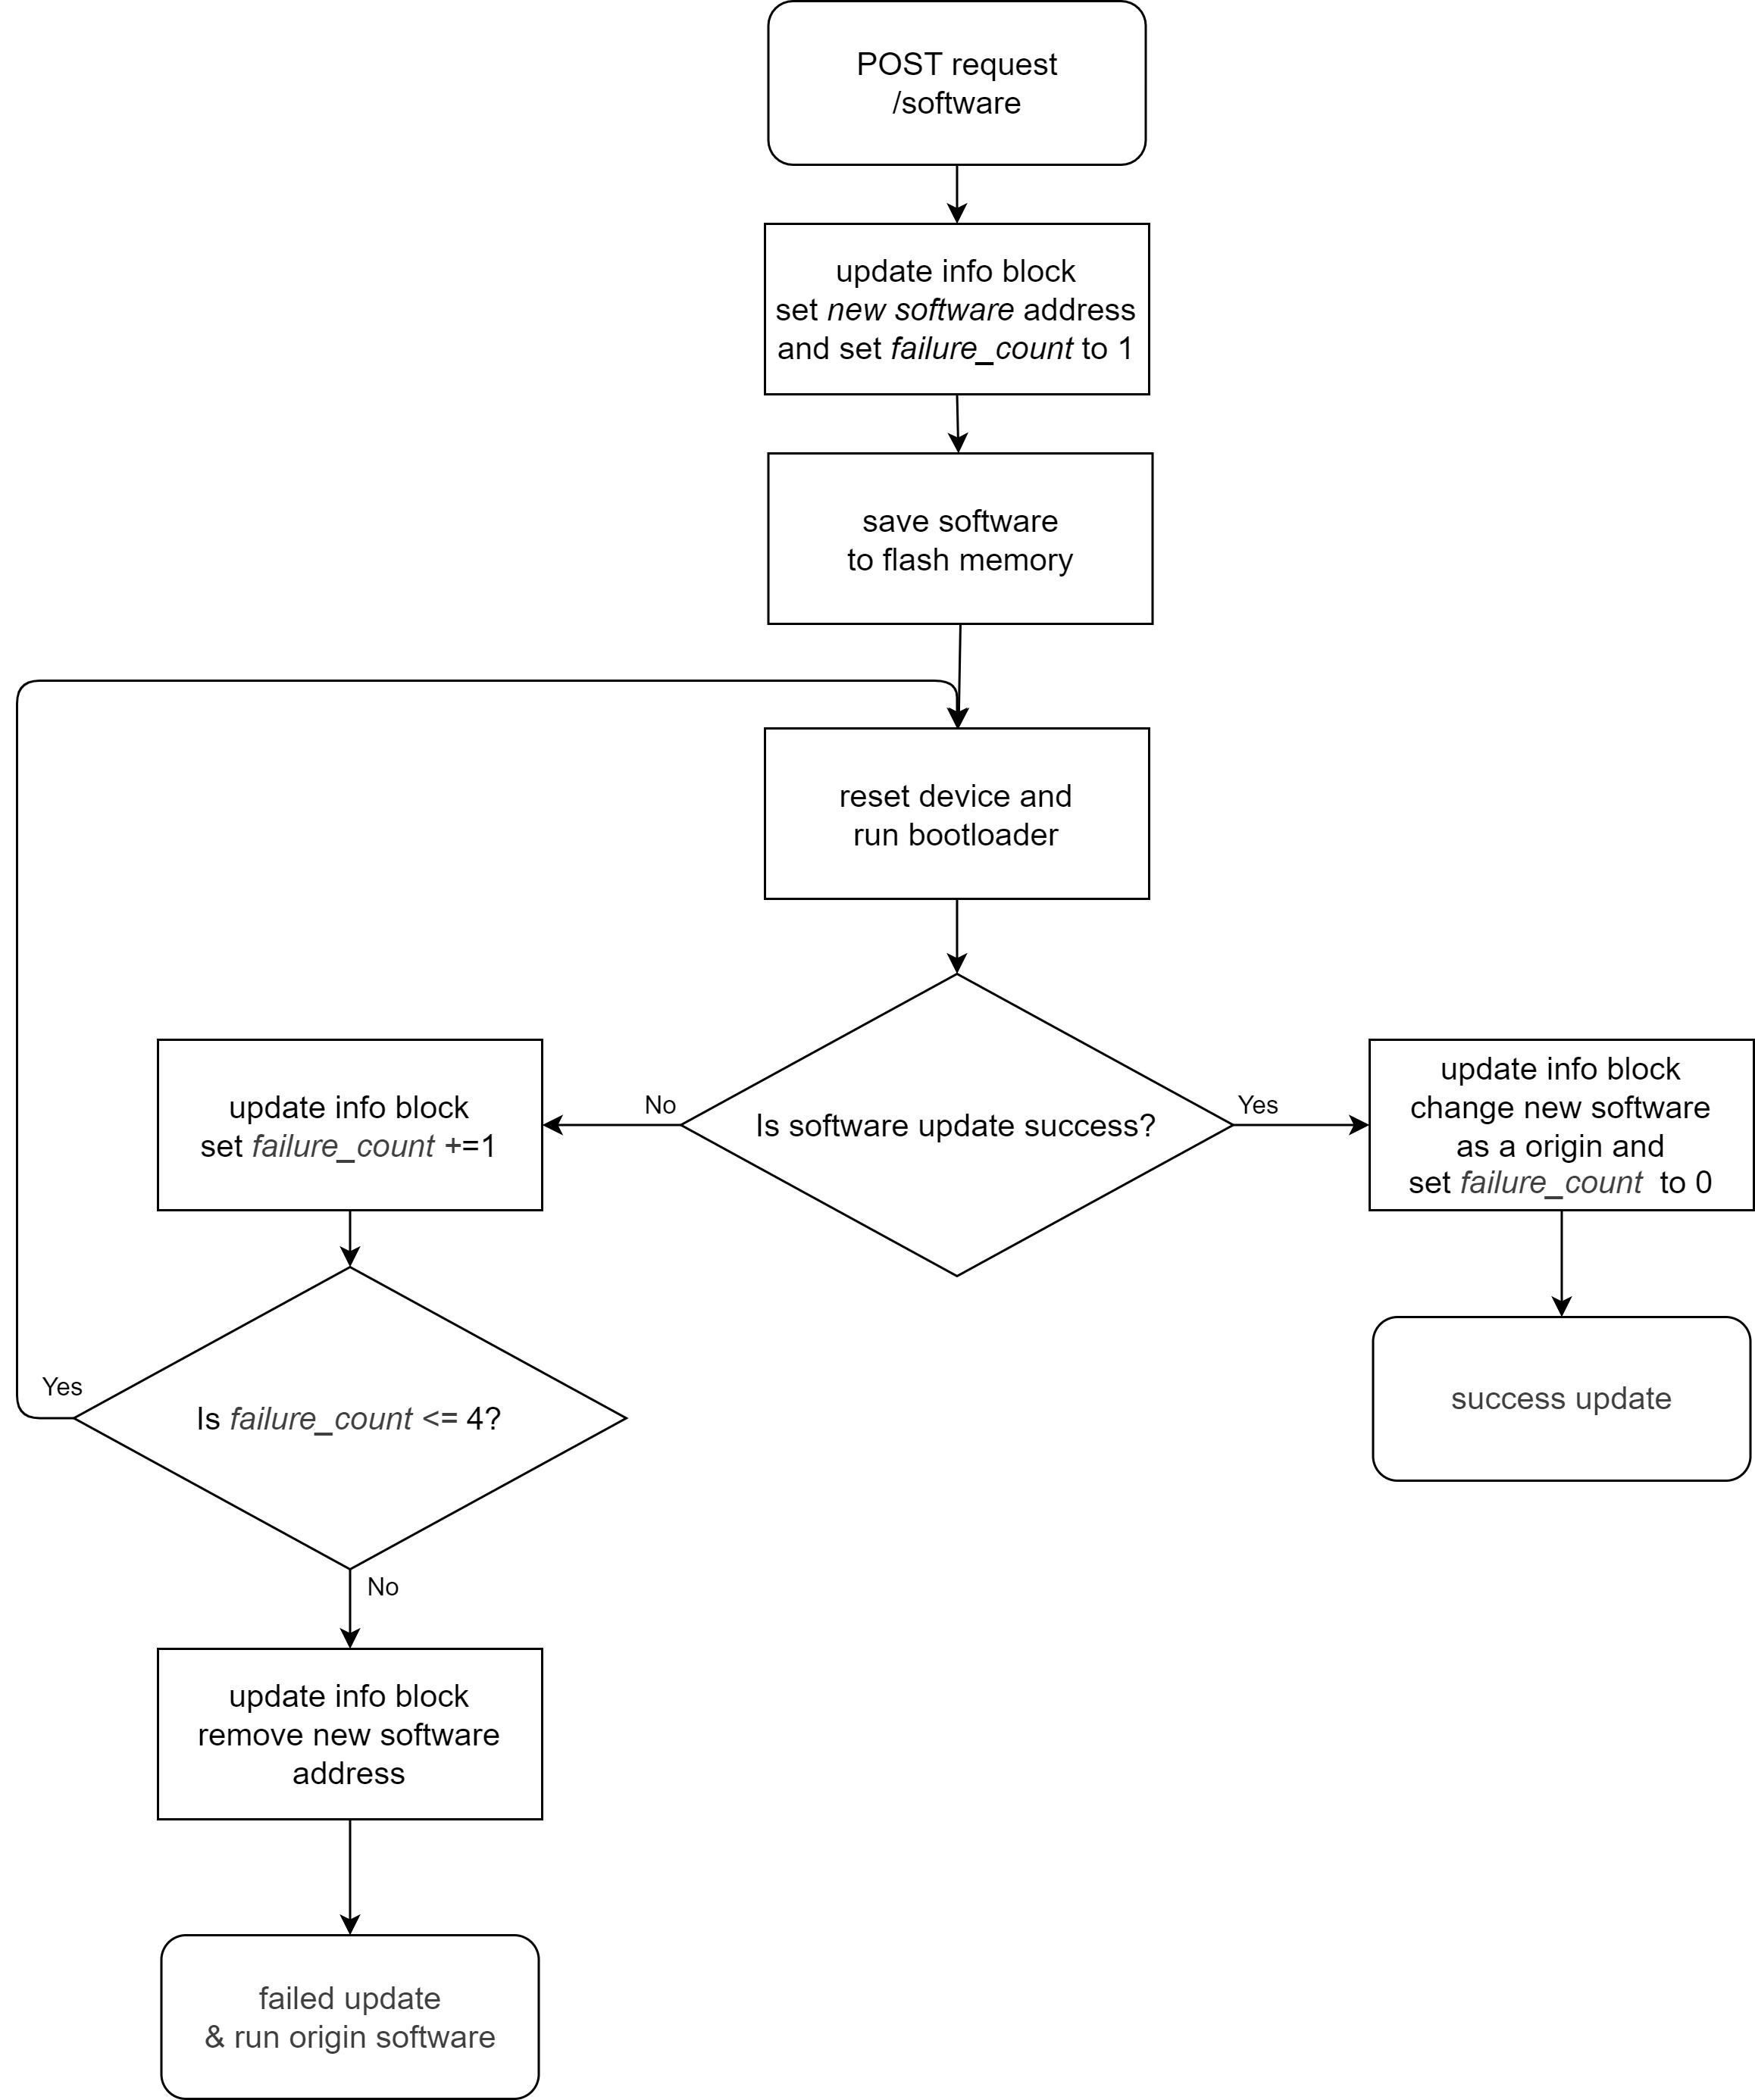 POST request
/software
update info block
set new software address
and set failure_count to 1
save software
to flash memory
reset device and
run bootloader
Is software update success?
No
Yes
update info block
set failure_count +=1
update info block
change new software
as a origin and
set failure_count  to 0
Is failure_count <= 4?
Yes
No
success update
update info block
remove new software
address
failed update
& run origin software